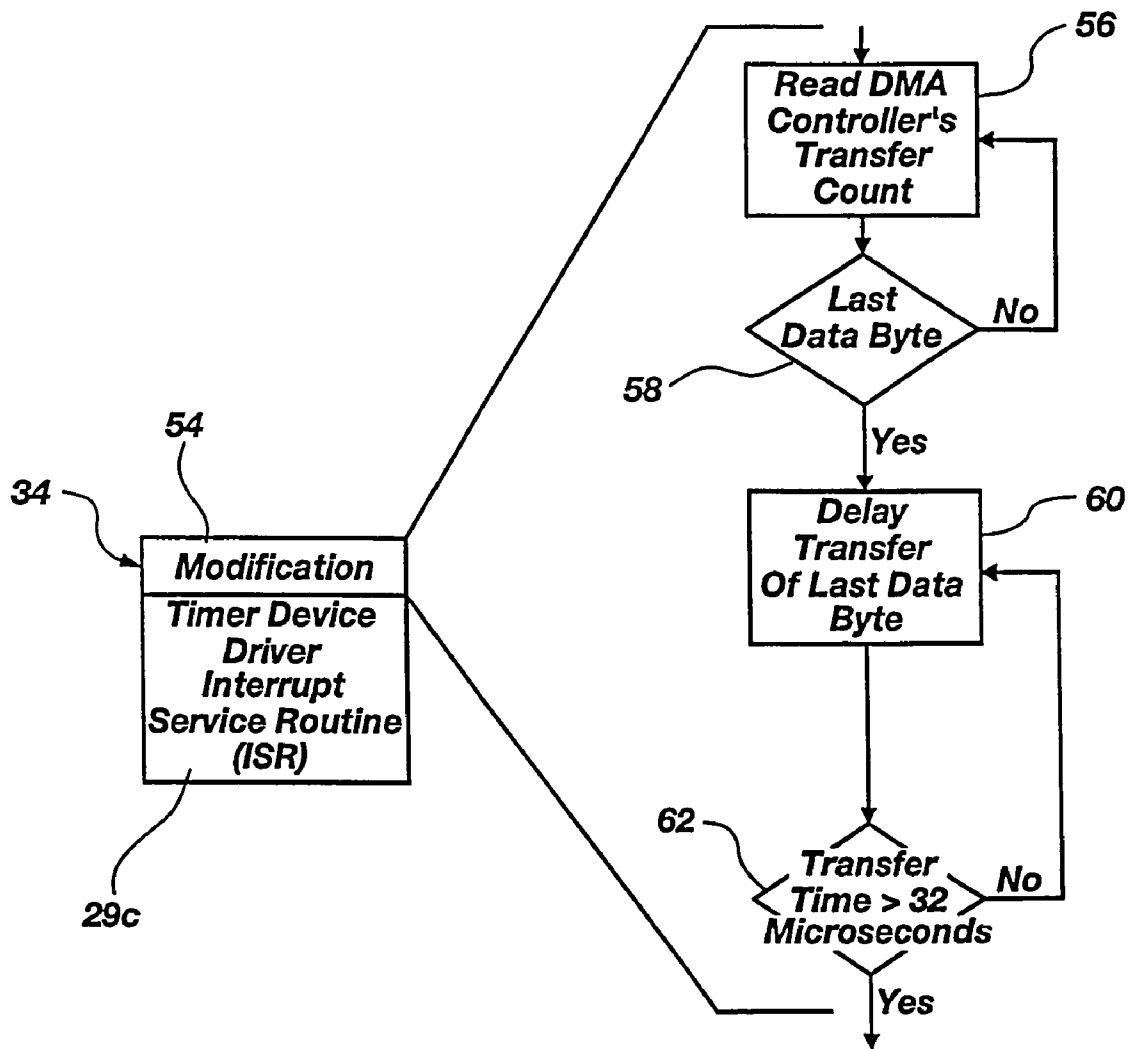 56
Read DMA
Controller's
Transfer
Count
Last
Data Byte
No
58
Yes
54
34
Modification
Timer Device
Driver
Interrupt
Service Routine
(ISR)
29c
60
Delay
Transfer
Of Last Data
Byte
62
Transfer
Time > 32
Microseconds
No
Yes